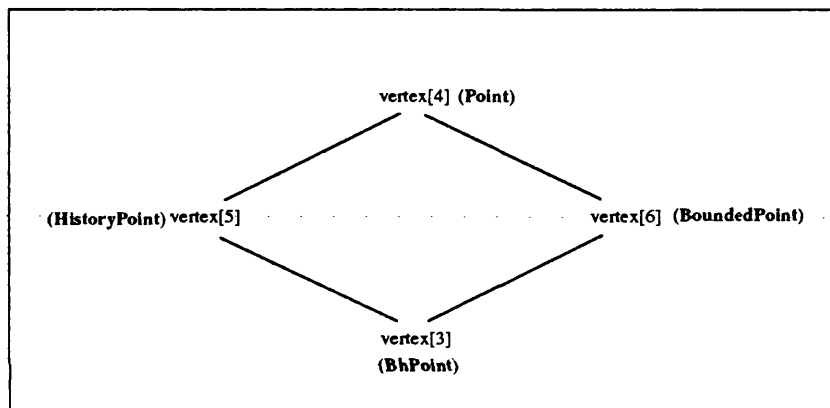 vertex[4] (Point)
(HistoryPoint) vertex[5]
vertex[6] (BoundedPoint)
vertex[3]
(BhPoint)